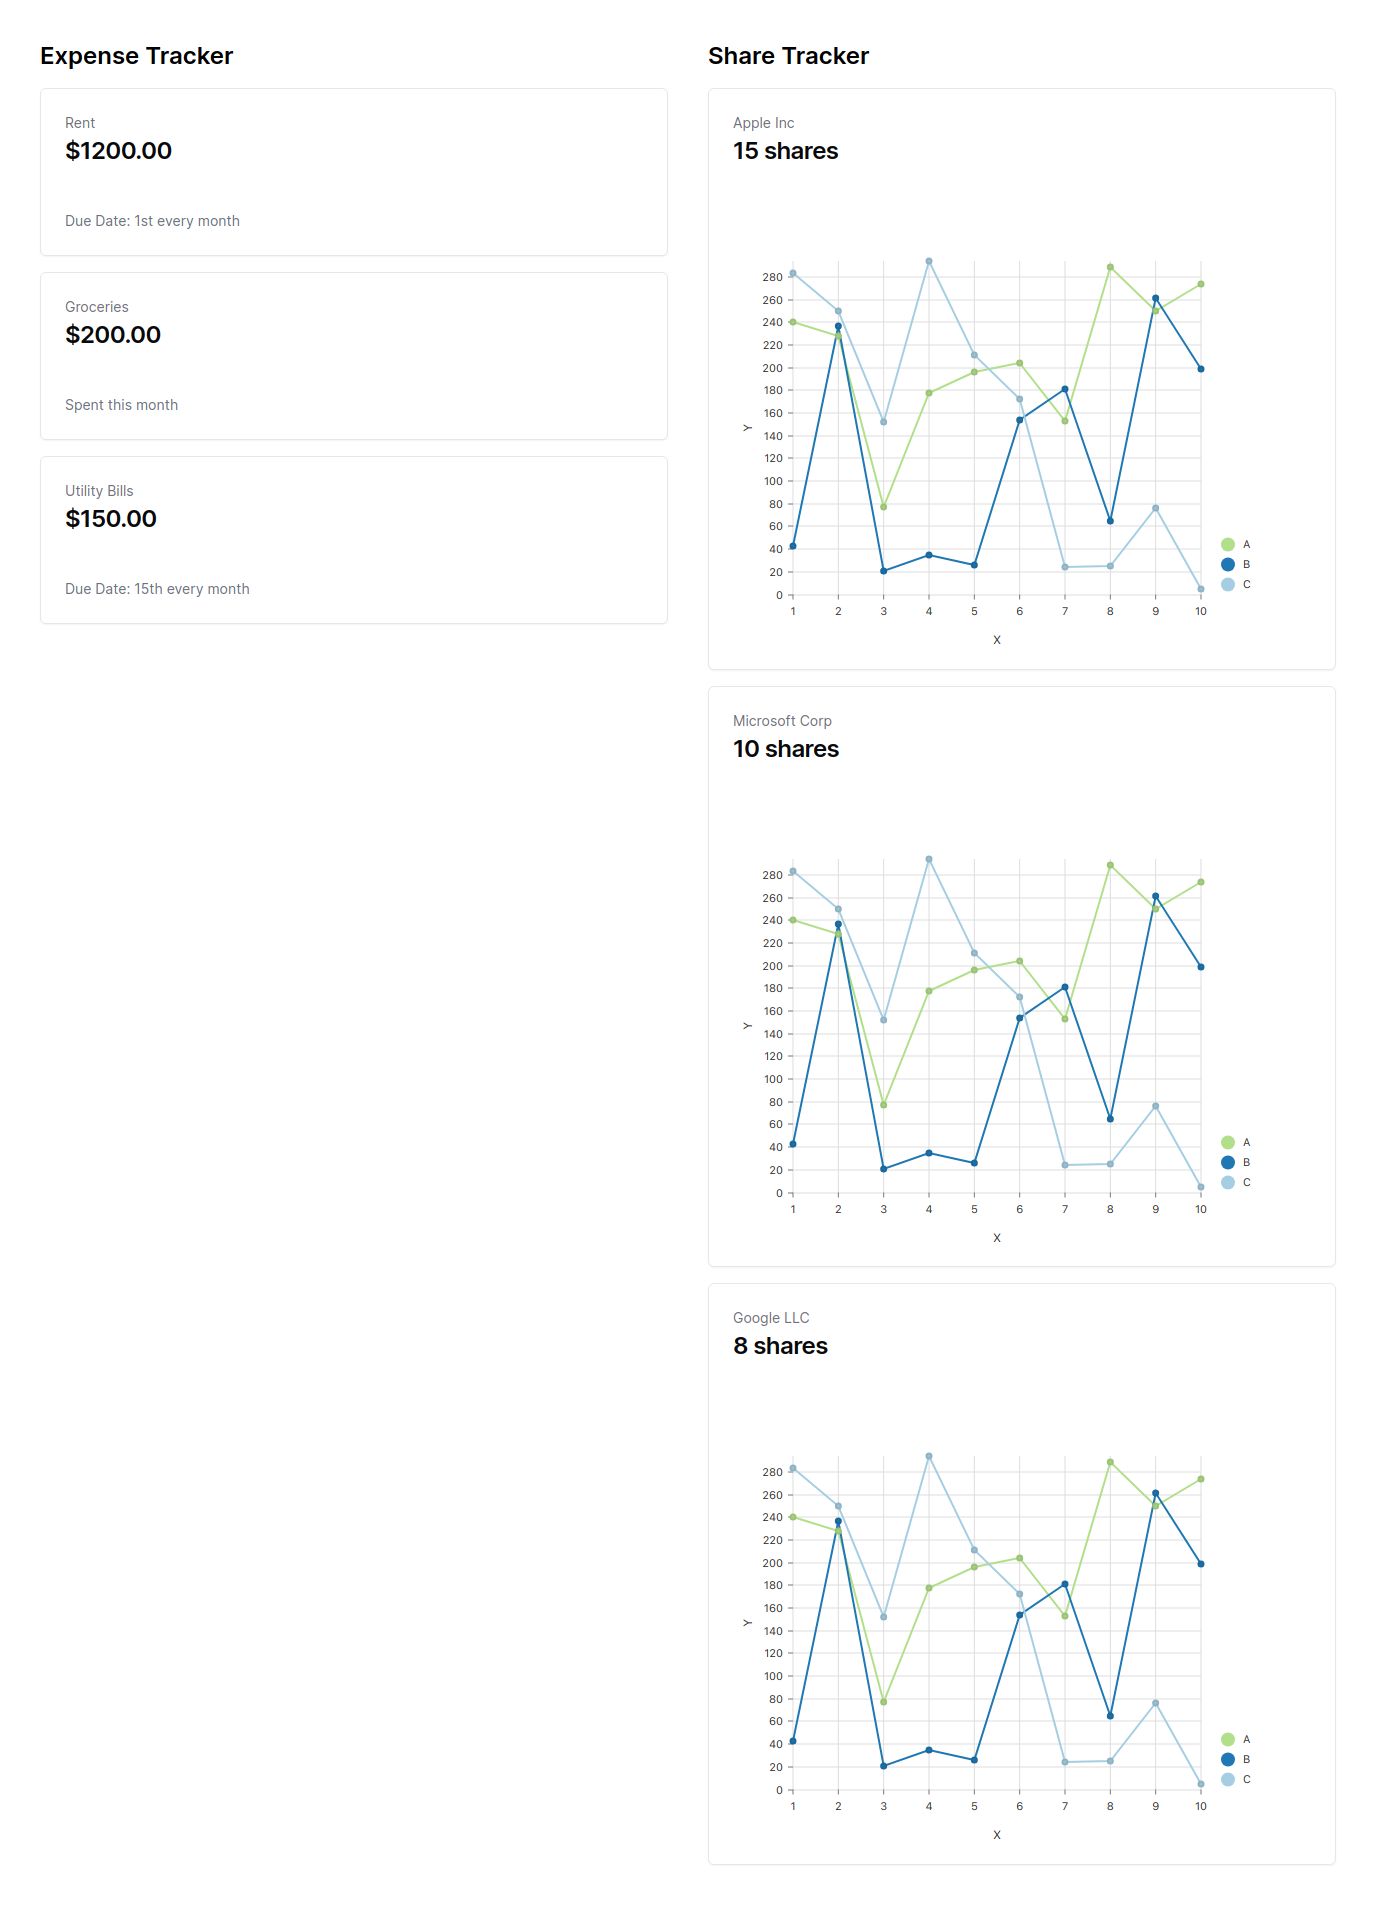 Expense Tracker
Rent
$1200.00
Due Date: 1st every month
Groceries
$200.00
Spent this month
Utility Bills
$150.00
Due Date: 15th every month
Share Tracker
Apple Inc
15 shares
280
260
240
220
200
180
160
140
120
100
80
60
40
20
0
Y
1 2 3 4 5 6 7 8 9 10
X
A
B
C
Microsoft Corp
10 shares
280
260
240
220
200
180
160
140
120
100
80
60
40
20
0
Y
1 2 3 4 5 6 7 8 9 10
X
A
B
C
Google LLC
8 shares
280
260
240
220
200
180
160
140
120
100
80
60
40
20
0
Y
1 2 3 4 5 6 7 8 9 10
X
A
B
C